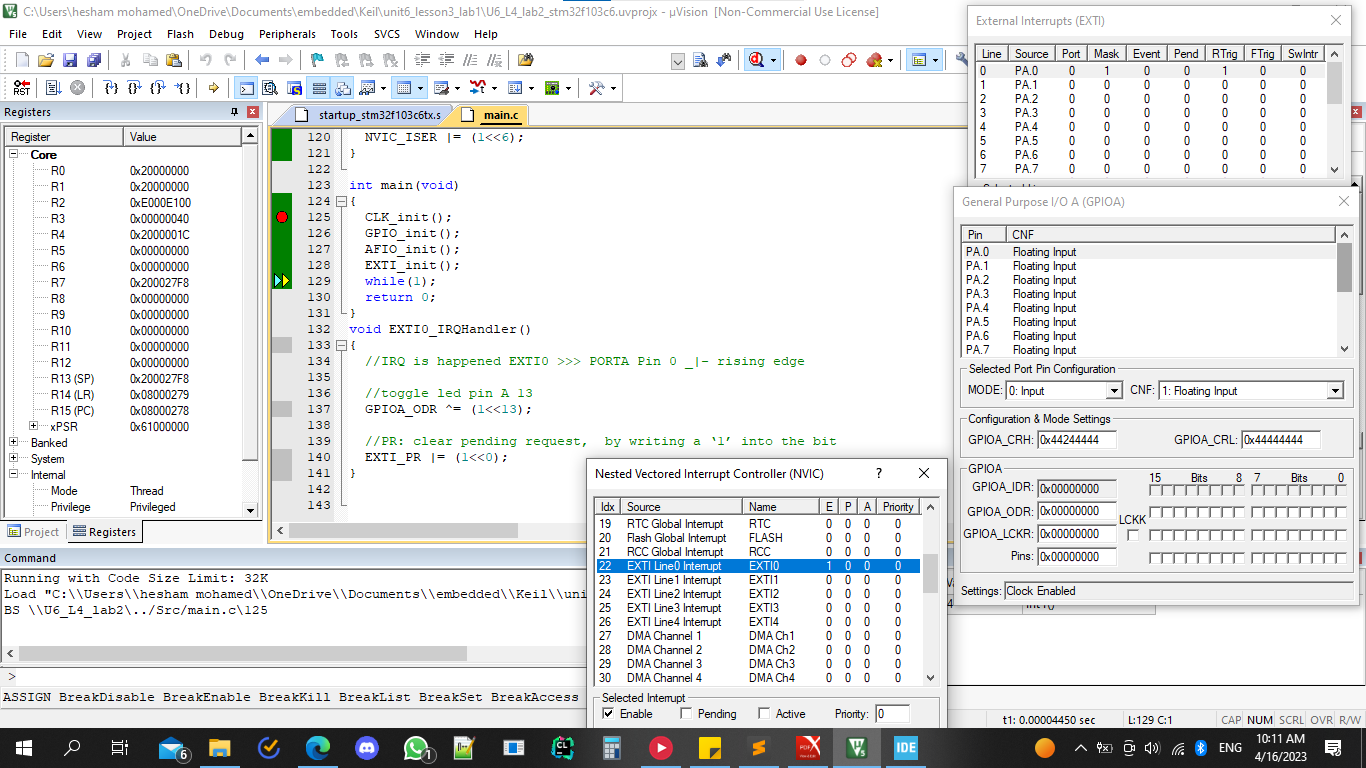 C:\Users\hesham mohamed\OneDrive\Documents\embedded\Keil\unit6_lesson3_lab1\U6_L4_lab2_stm32f103c6.uvprojx - µVision [Non-Commercial Use License]
File Edit View Project Flash Debug Peripherals Tools SVCS Window Help
RST
Registers
Register Value
Core
R0 0x20000000
R1 0x20000000
R2 0xE000E100
R3 0x00000040
R4 0x2000001C
R5 0x00000000
R6 0x00000000
R7 0x200027F8
R8 0x00000000
R9 0x00000000
R10 0x00000000
R11 0x00000000
R12 0x00000000
R13 (SP) 0x200027F8
R14 (LR) 0x08000279
R15 (PC) 0x08000278
xPSR 0x61000000
Banked
System
Internal
Mode Thread
Privilege Privileged
Project Registers
startup_stm32f103c6tx.s main.c
120 NVIC_ISER |= (1<<6);
121 }
122
123 int main(void)
124 {
125 CLK_init();
126 GPIO_init();
127 AFIO_init();
128 EXTI_init();
129 while(1);
130 return 0;
131 }
132 void EXTI0_IRQHandler()
133 {
134 //IRQ is happened EXTI0 >>> PORTA Pin 0 _|- rising edge
135
136 //toggle led pin A 13
137 GPIOA_ODR ^= (1<<13);
138
139 //PR: clear pending request, by writing a ‘1’ into the bit
140 EXTI_PR |= (1<<0);
141 }
142
143
External Interrupts (EXTI)
Line Source Port Mask Event Pend RTrig FTrig SwIntr
0 PA.0 0 1 0 0 1 0 0
1 PA.1 0 0 0 0 0 0 0
2 PA.2 0 0 0 0 0 0 0
3 PA.3 0 0 0 0 0 0 0
4 PA.4 0 0 0 0 0 0 0
5 PA.5 0 0 0 0 0 0 0
6 PA.6 0 0 0 0 0 0 0
7 PA.7 0 0 0 0 0 0 0
General Purpose I/O A (GPIOA)
Pin CNF
PA.0 Floating Input
PA.1 Floating Input
PA.2 Floating Input
PA.3 Floating Input
PA.4 Floating Input
PA.5 Floating Input
PA.6 Floating Input
PA.7 Floating Input
Selected Port Pin Configuration
MODE: 0: Input CNF: 1: Floating Input
Configuration & Mode Settings
GPIOA_CRH: 0x44244444 GPIOA_CRL: 0x44444444
GPIOA
15 Bits 8 7 Bits 0
GPIOA_IDR: 0x00000000
GPIOA_ODR: 0x00000000
LCKK
GPIOA_LCKR: 0x00000000
Pins: 0x00000000
Settings: Clock Enabled
Nested Vectored Interrupt Controller (NVIC) ?
Idx Source Name E P A Priority
19 RTC Global Interrupt RTC 0 0 0 0
20 Flash Global Interrupt FLASH 0 0 0 0
21 RCC Global Interrupt RCC 0 0 0 0
22 EXTI Line0 Interrupt EXTI0 1 0 0 0
23 EXTI Line1 Interrupt EXTI1 0 0 0 0
24 EXTI Line2 Interrupt EXTI2 0 0 0 0
25 EXTI Line3 Interrupt EXTI3 0 0 0 0
26 EXTI Line4 Interrupt EXTI4 0 0 0 0
27 DMA Channel 1 DMA Ch1 0 0 0 0
28 DMA Channel 2 DMA Ch2 0 0 0 0
29 DMA Channel 3 DMA Ch3 0 0 0 0
30 DMA Channel 4 DMA Ch4 0 0 0 0
Selected Interrupt
Enable Pending Active Priority: 0
Command
Running with Code Size Limit: 32K
Load "C:\\Users\\hesham mohamed\\OneDrive\\Documents\\embedded\\Keil\\uni
BS \\U6_L4_lab2\../Src/main.c\125
>
ASSIGN BreakDisable BreakEnable BreakKill BreakList BreakSet BreakAccess
t1: 0.00004450 sec L:129 C:1 CAP NUM SCRL OVR R/W
6 1 IDE
ENG 10:11 AM
4/16/2023